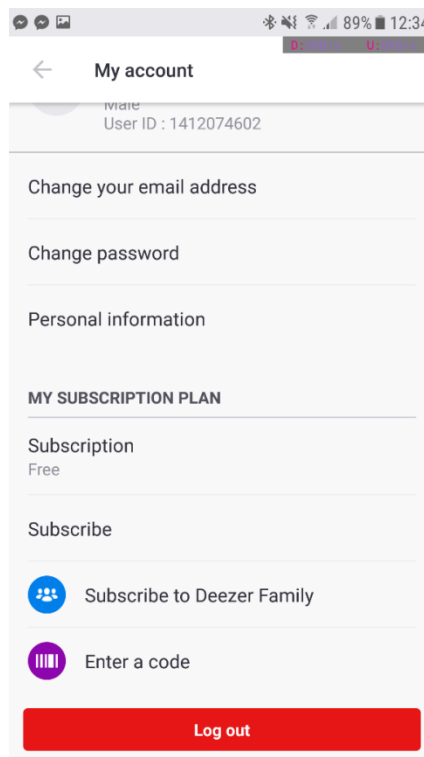 89% 12:34
D: U:
My account
Male
User ID : 1412074602
Change your email address
Change password
Personal information
MY SUBSCRIPTION PLAN
Subscription
Free
Subscribe
Subscribe to Deezer Family
Enter a code
Log out